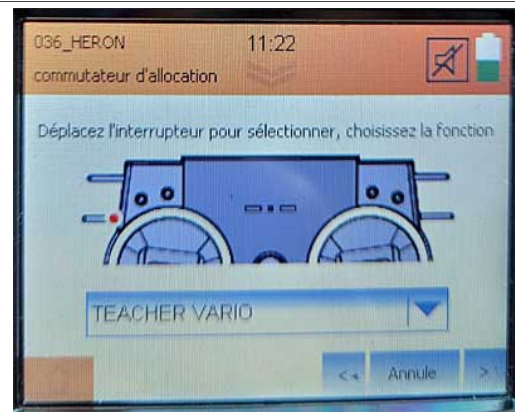 036_HERON 11:22
commutateur d'allocation
Déplacez l'interrupteur pour sélectionner, choisissez la fonction
TEACHER VARIO
<< Annule >